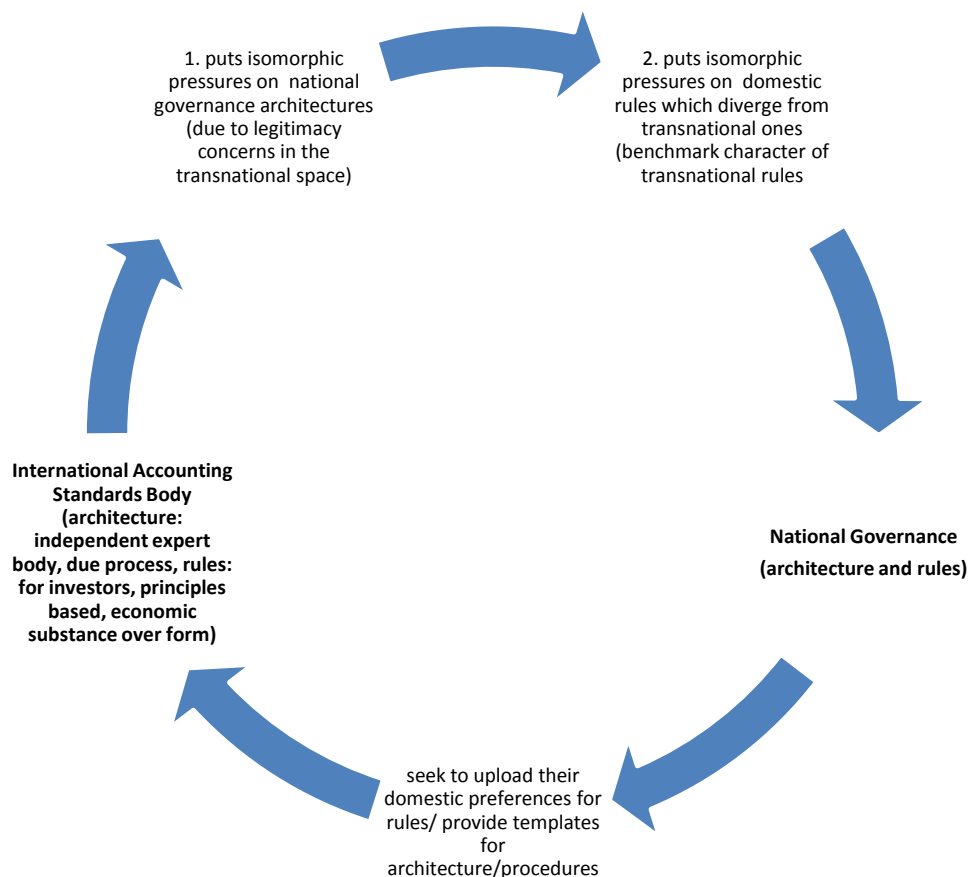 1. puts isomorphic
pressures on national
governance architectures
(due to legitimacy
concerns in the
transnational space)
2. puts isomorphic
pressures on domestic
rules which diverge from
transnational ones
(benchmark character of
transnational rules
National Governance
(architecture and rules)
seek to upload their
domestic preferences for
rules/ provide templates
for
architecture/procedures
International Accounting
Standards Body
(architecture:
independent expert
body, due process, rules:
for investors, principles
based, economic
substance over form)